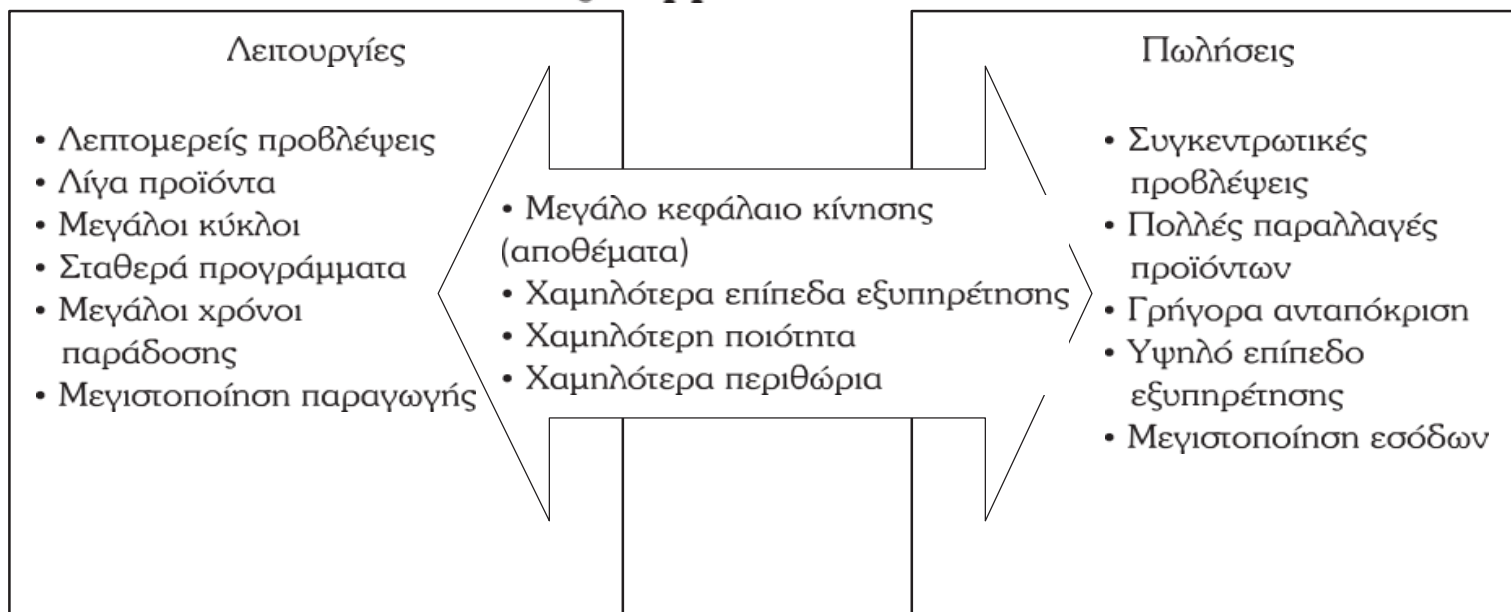 Λειτουργίες
• Λεπτομερείς προβλέψεις
• Λίγα προϊόντα
• Μεγάλοι κύκλοι
• Σταθερά προγράμματα
• Μεγάλοι χρόνοι
παράδοσης
• Μεγιστοποίηση παραγωγής
• Μεγάλο κεφάλαιο κίνησης
(αποθέματα)
• Χαμηλότερα επίπεδα εξυπηρέτησης
• Χαμηλότερη ποιότητα
• Χαμηλότερα περιθώρια
Πωλήσεις
• Συγκεντρωτικές
προβλέψεις
• Πολλές παραλλαγές
προϊόντων
• Γρήγορα ανταπόκριση
• Υψηλό επίπεδο
εξυπηρέτησης
• Μεγιστοποίηση εσόδων